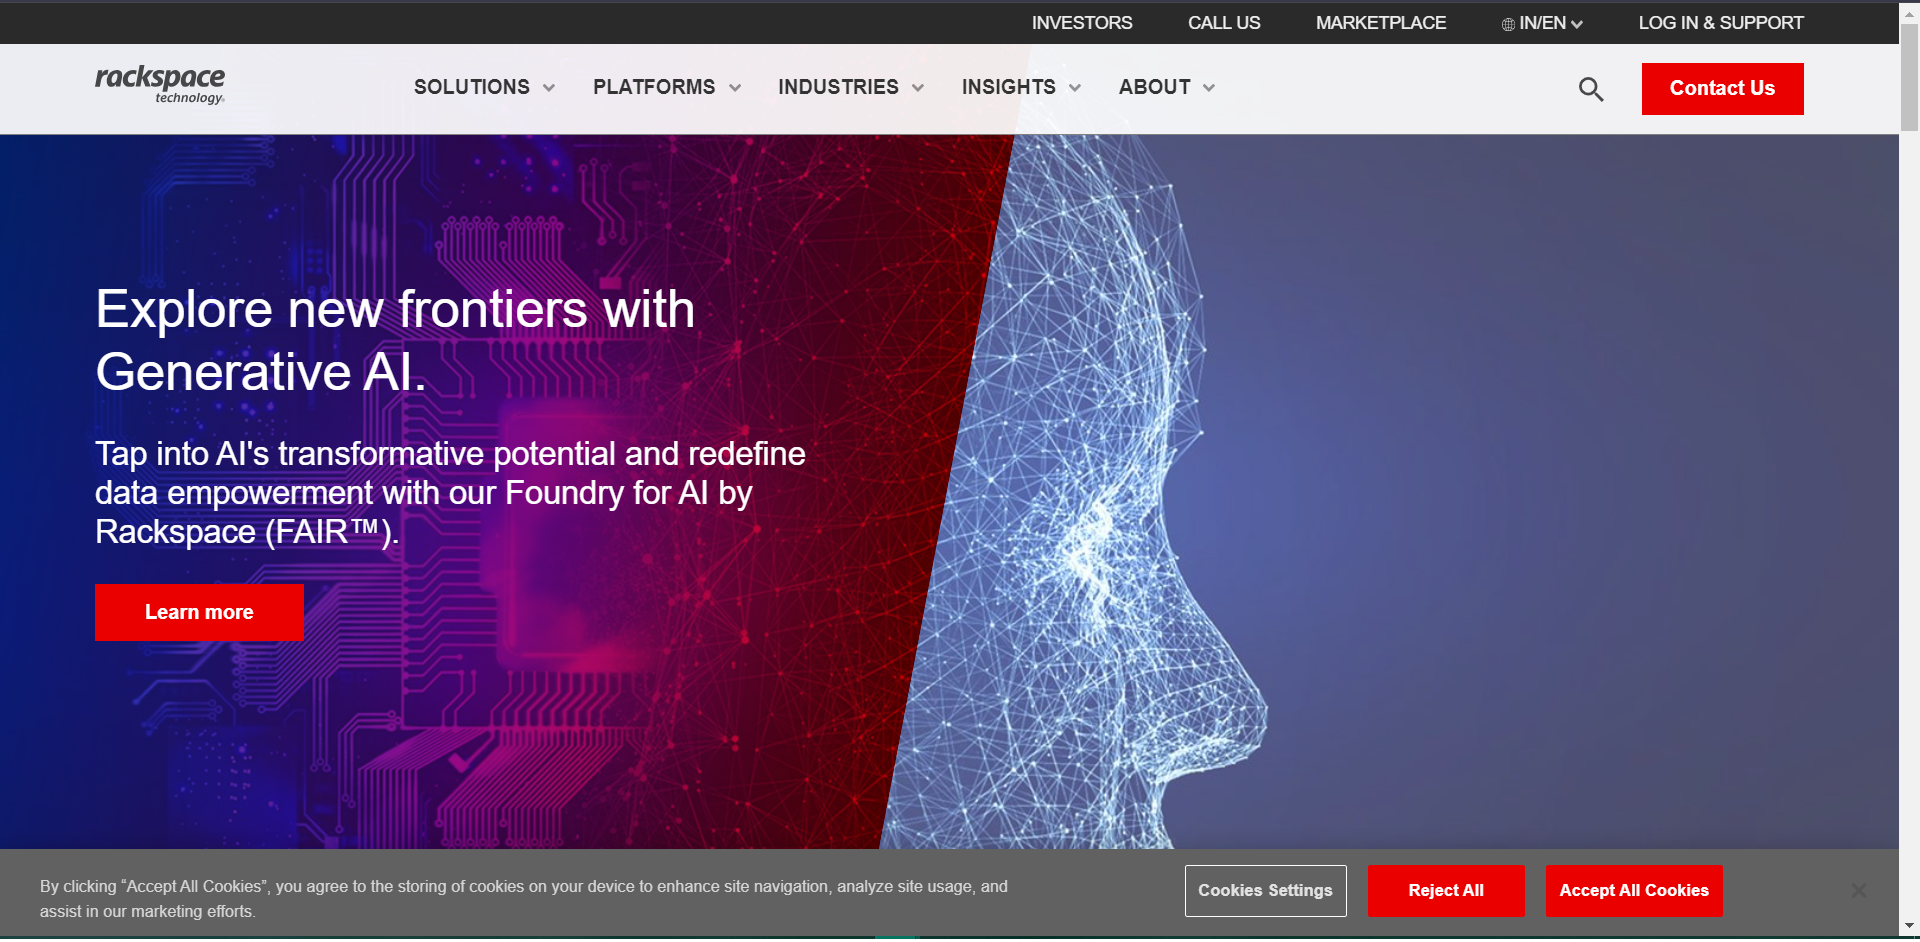 INVESTORS CALL US MARKETPLACE IN/EN LOG IN & SUPPORT
rackspace
technology
SOLUTIONS PLATFORMS INDUSTRIES INSIGHTS ABOUT
Contact Us
Explore new frontiers with
Generative AI.
Tap into AI's transformative potential and redefine
data empowerment with our Foundry for AI by
Rackspace (FAIR™).
Learn more
By clicking “Accept All Cookies”, you agree to the storing of cookies on your device to enhance site navigation, analyze site usage, and
assist in our marketing efforts.
Cookies Settings
Reject All
Accept All Cookies